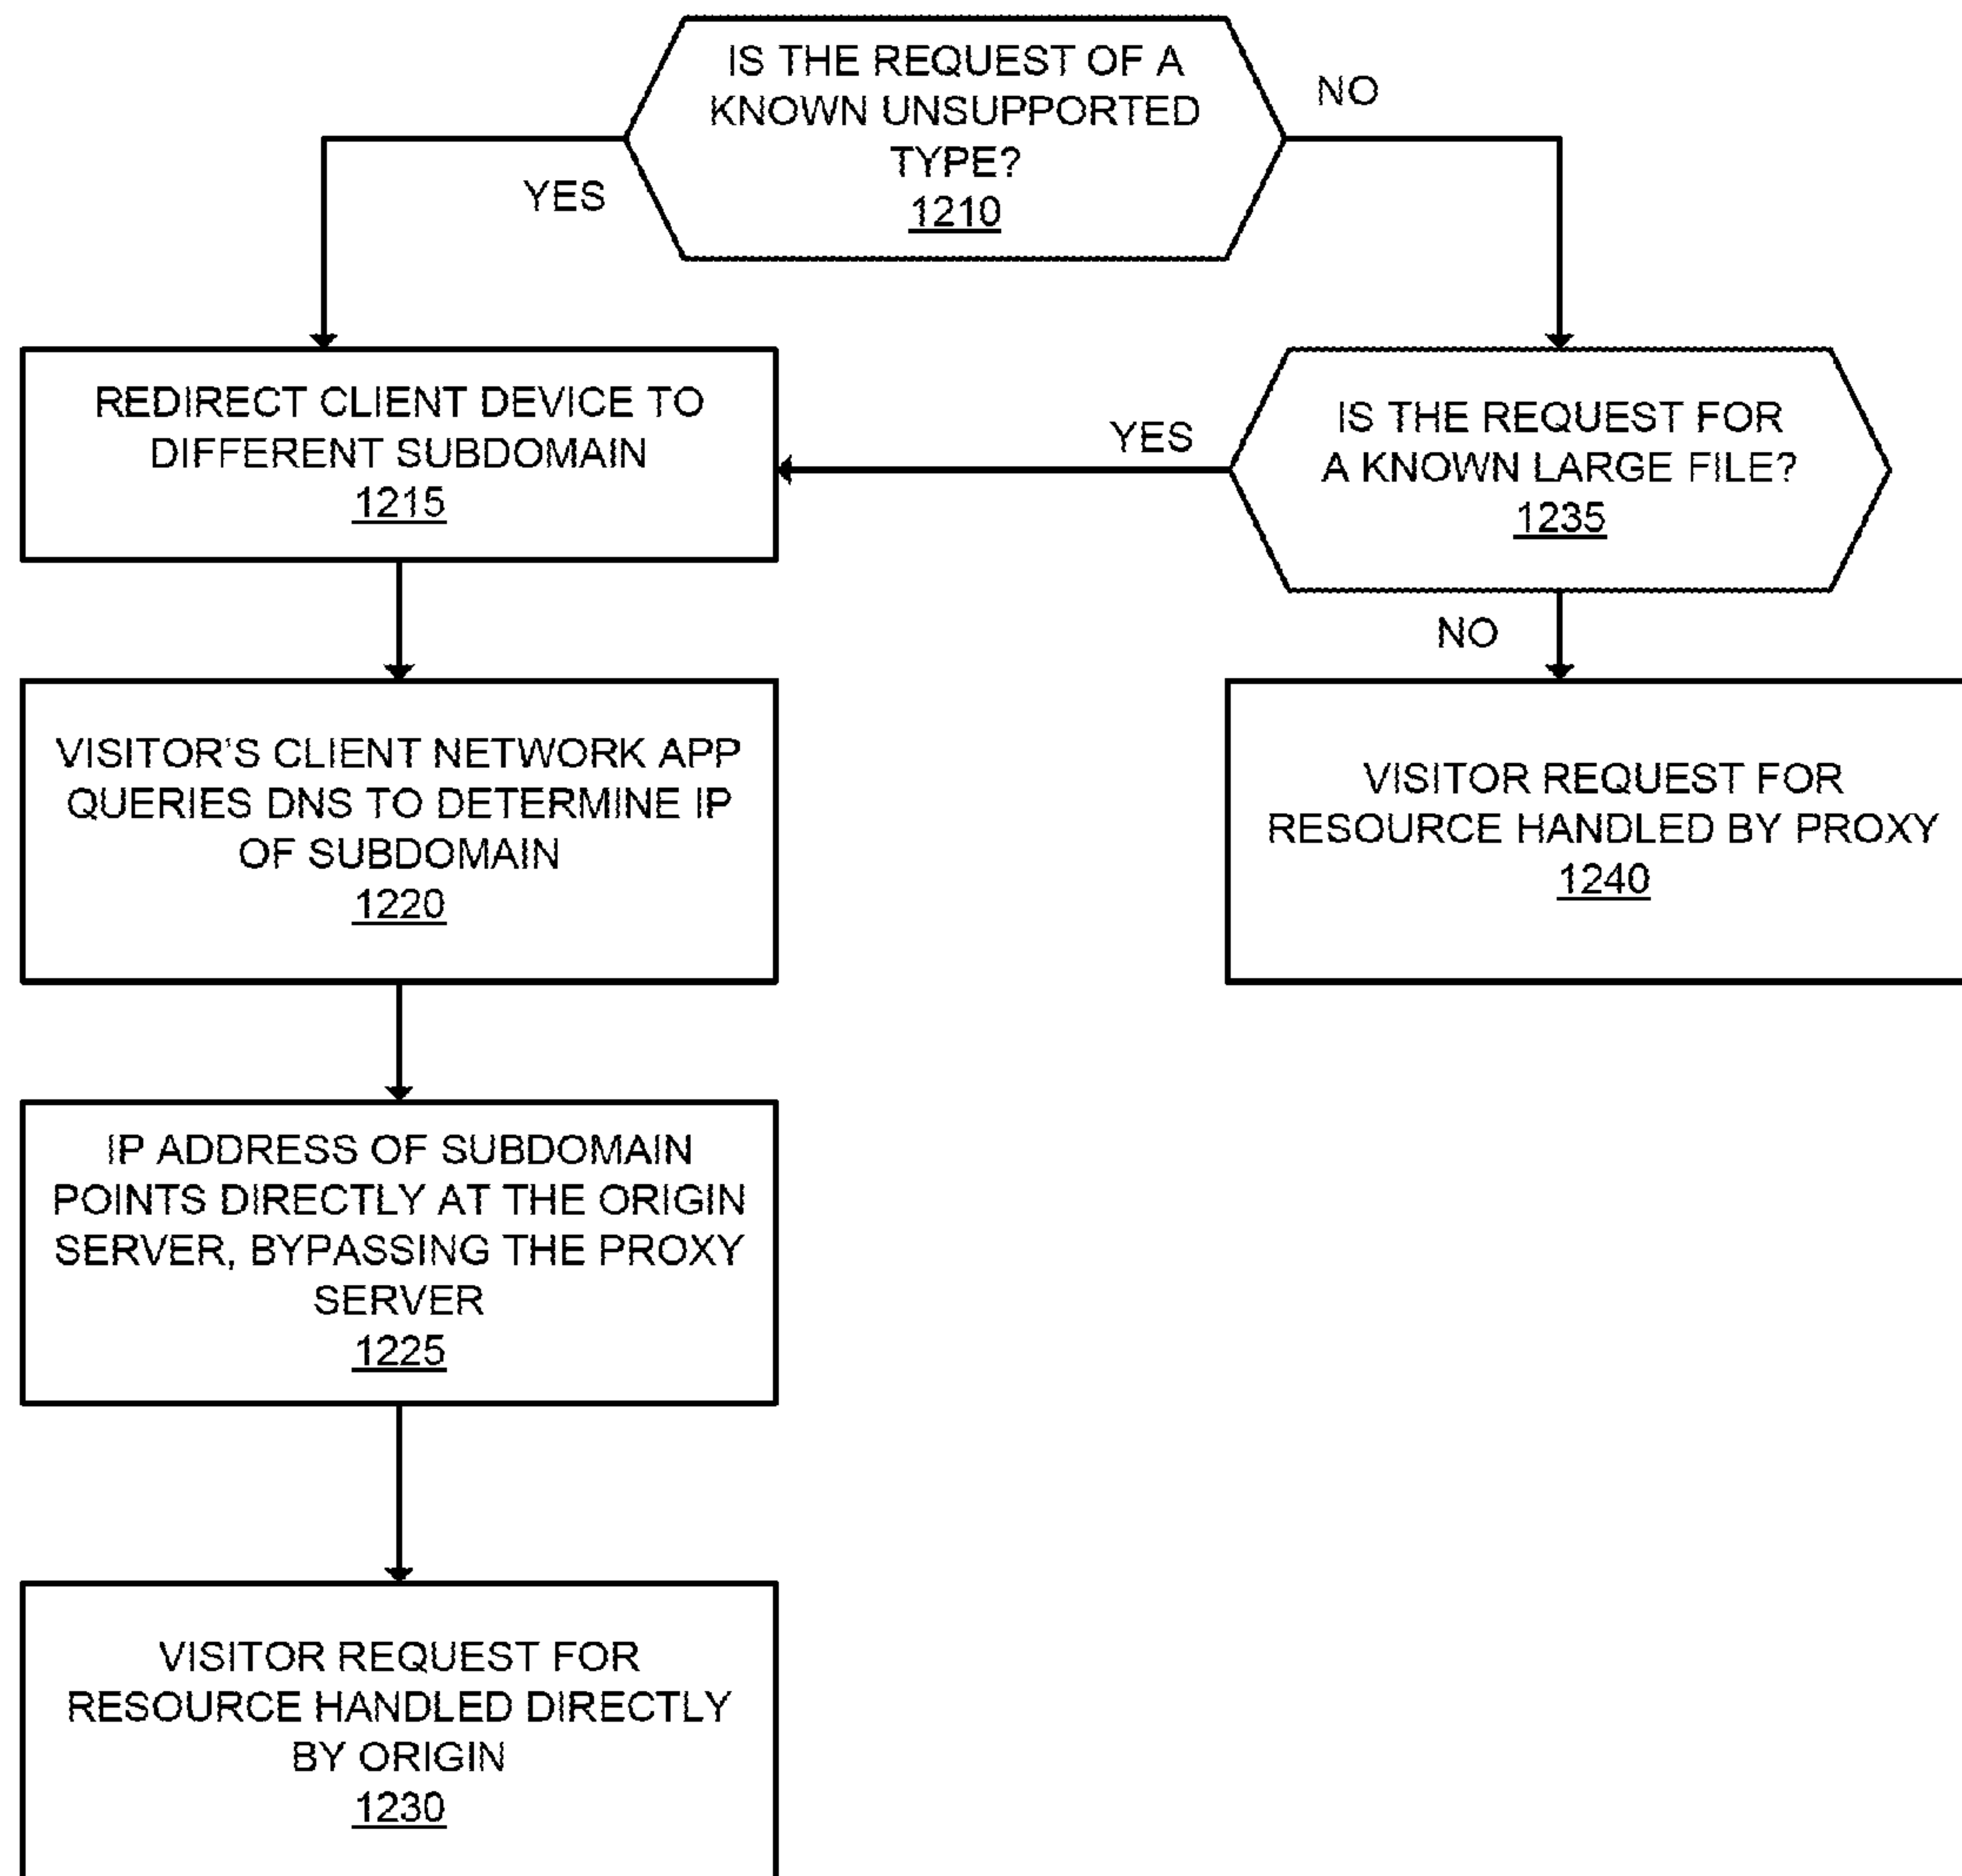 IS THE REQUEST OF A
KNOWN UNSUPPORTED
TYPE?
1210
NO
YES
REDIRECT CLIENT DEVICE TO
DIFFERENT SUBDOMAIN
1215
YES
IS THE REQUEST FOR
A KNOWN LARGE FILE?
1235
NO
VISITOR'S CLIENT NETWORK APP
QUERIES DNS TO DETERMINE IP
OF SUBDOMAIN
1220
VISITOR REQUEST FOR
RESOURCE HANDLED BY PROXY
1240
IP ADDRESS OF SUBDOMAIN
POINTS DIRECTLY AT THE ORIGIN
SERVER, BYPASSING THE PROXY
SERVER
1225
VISITOR REQUEST FOR
RESOURCE HANDLED DIRECTLY
BY ORIGIN
1230